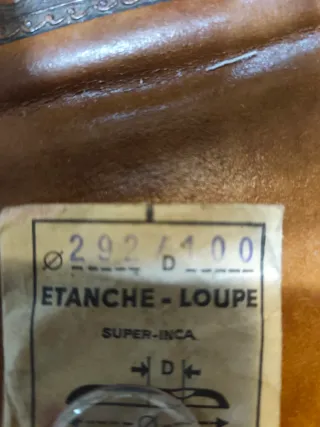 Ø 292/100
D
ETANCHE - LOUPE
SUPER-INCA
D
Ø